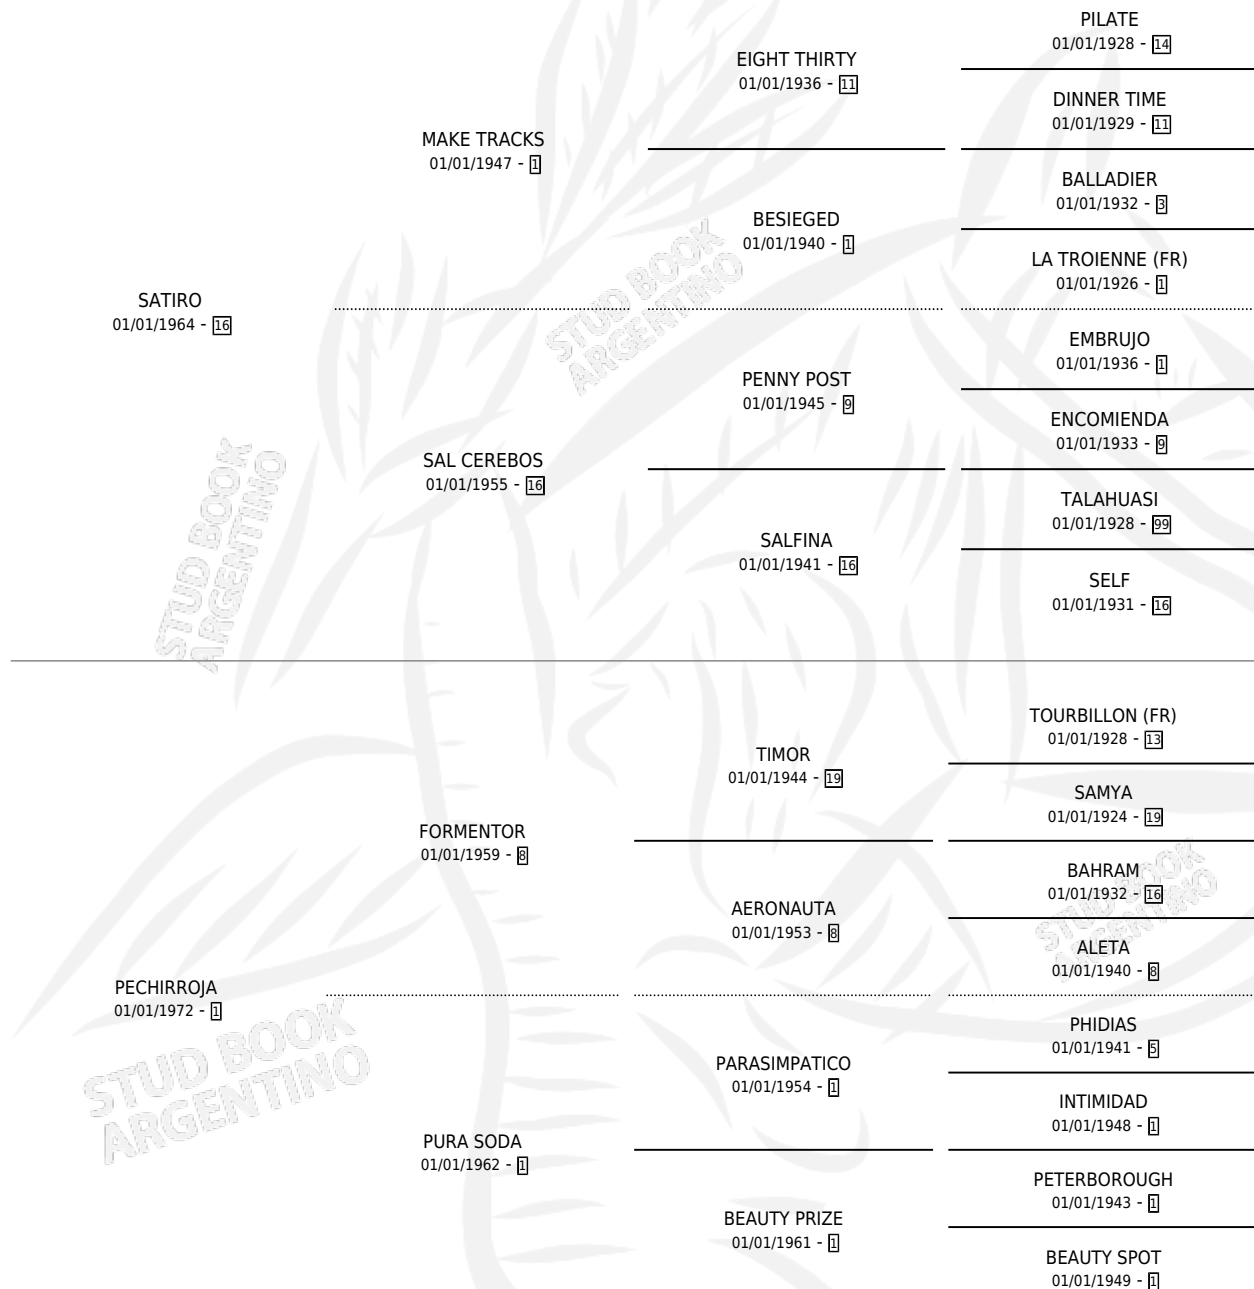 PILATE
01/01/1928 - 14
EIGHT THIRTY
01/01/1936 - 11
DINNER TIME
01/01/1929 - 11
MAKE TRACKS
01/01/1947 - 1
BALLADIER
01/01/1932 - 3
BESIEGED
01/01/1940 - 1
LA TROIENNE (FR)
01/01/1926 - 1
SATIRO
01/01/1964 - 16
EMBRUJO
01/01/1936 - 1
PENNY POST
01/01/1945 - 9
ENCOMIENDA
01/01/1933 - 9
SAL CEREBOS
01/01/1955 - 16
TALAHUASI
01/01/1928 - 99
SALFINA
01/01/1941 - 16
SELF
01/01/1931 - 16
TOURBILLON (FR)
01/01/1928 - 13
TIMOR
01/01/1944 - 19
SAMYA
01/01/1924 - 19
FORMENTOR
01/01/1959 - 8
BAHRAM
01/01/1932 - 16
AERONAUTA
01/01/1953 - 8
ALETA
01/01/1940 - 8
PECHIRROJA
01/01/1972 - 1
PHIDIAS
01/01/1941 - 5
PARASIMPATICO
01/01/1954 - 1
INTIMIDAD
01/01/1948 - 1
PURA SODA
01/01/1962 - 1
PETERBOROUGH
01/01/1943 - 1
BEAUTY PRIZE
01/01/1961 - 1
BEAUTY SPOT
01/01/1949 - 1
STUD BOOK
ARGENTINO
STUD BOOK
ARGENTINO
STUD BOOK
ARGENTINO
STUD BOOK
ARGENTINO